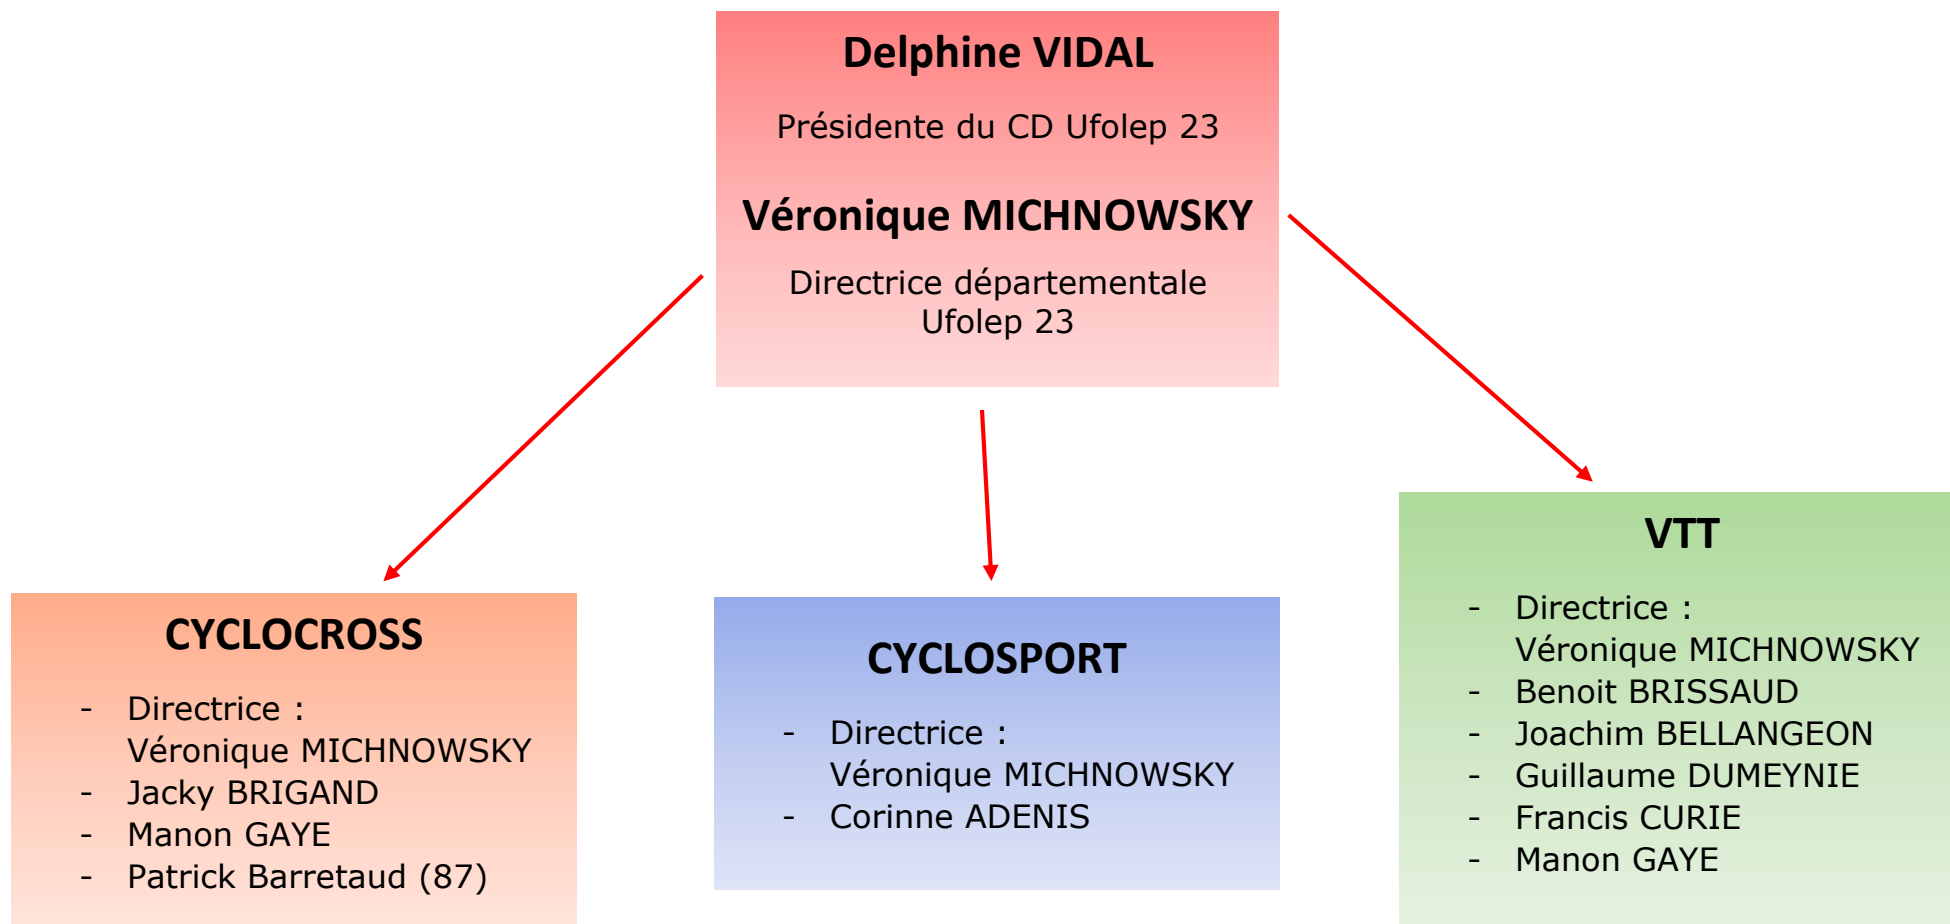 Delphine VIDAL
Présidente du CD Ufolep 23
Véronique MICHNOWSKY
Directrice départementale
Ufolep 23
CYCLOCROSS
- Directrice :
Véronique MICHNOWSKY
- Jacky BRIGAND
- Manon GAYE
- Patrick Barretaud (87)
CYCLOSPORT
- Directrice :
Véronique MICHNOWSKY
- Corinne ADENIS
VTT
- Directrice :
Véronique MICHNOWSKY
- Benoit BRISSAUD
- Joachim BELLANGEON
- Guillaume DUMEYNIE
- Francis CURIE
- Manon GAYE